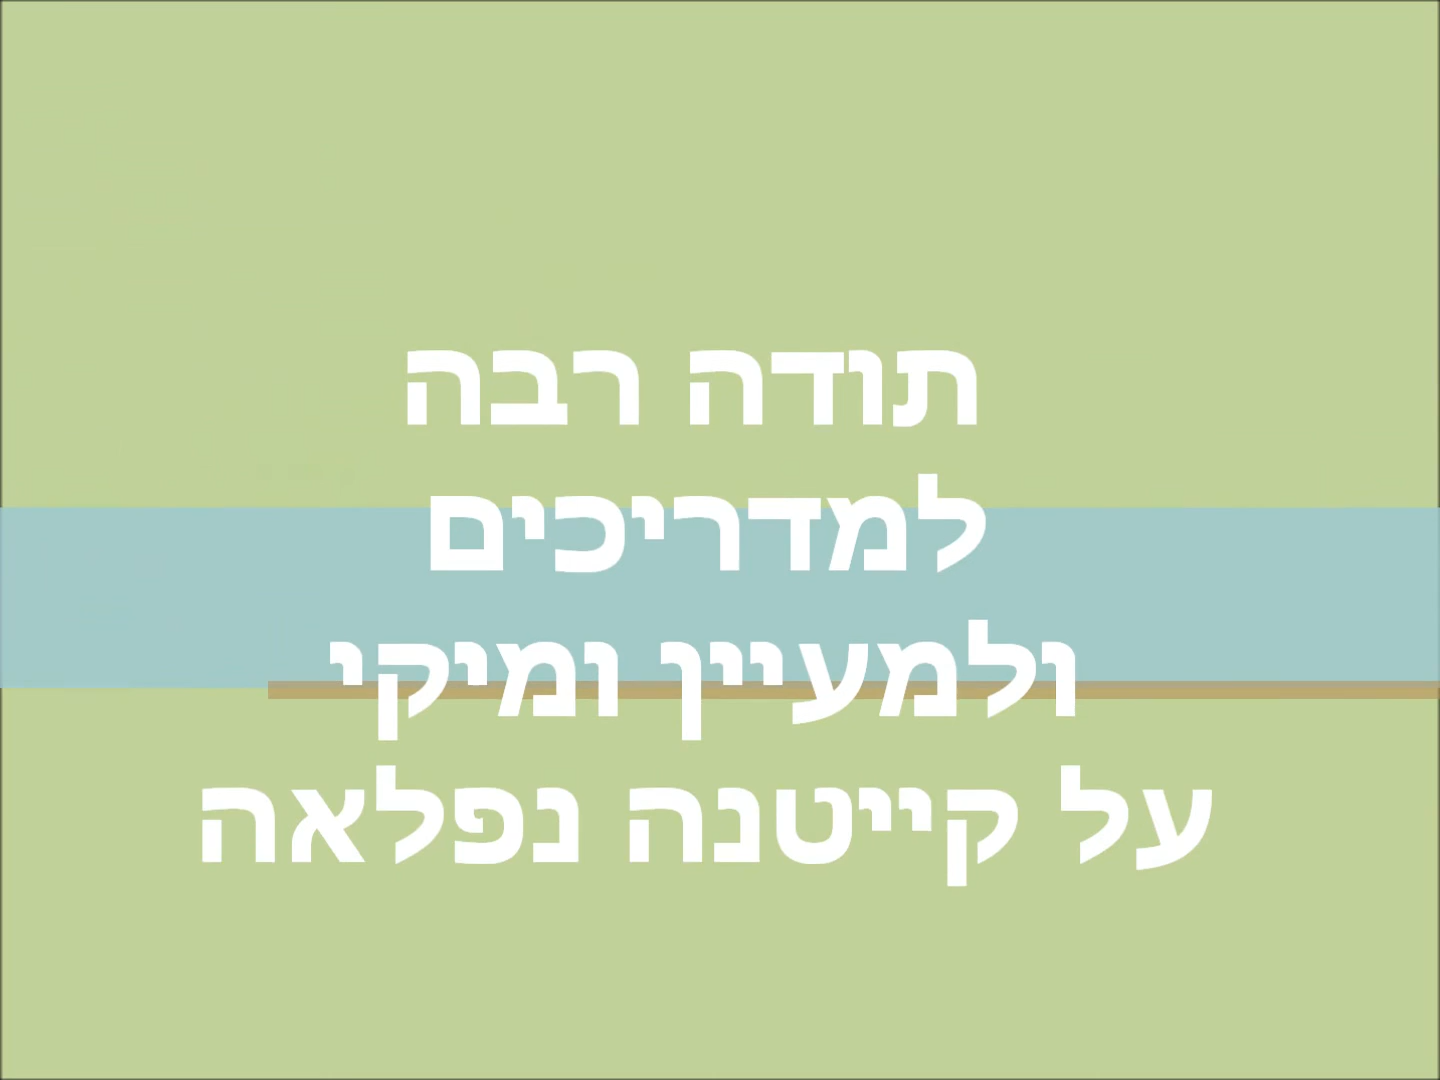 תודה רבה
למדריכים
ולמעיין ומיקי
על קייטנה נפלאה